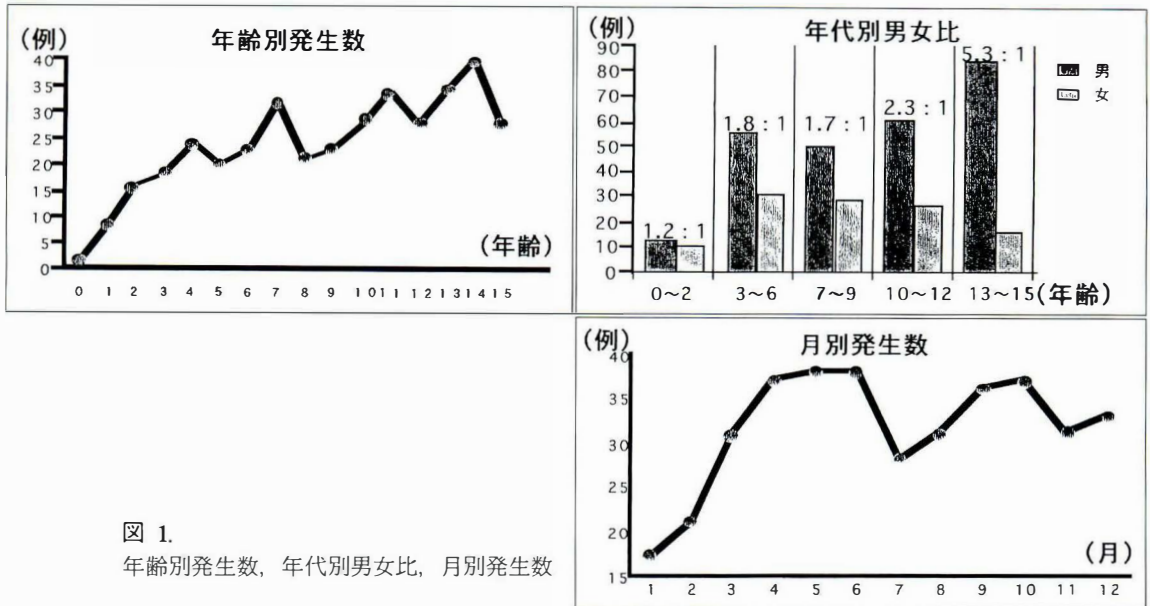 (例)
年齢別発生数
40
35
30
25
20
15
10
5
0
(年齢)
0 1 2 3 4 5 6 7 8 9 10 11 12 13 14 15
(例)
年代別男女比
90
80
70
60
50
40
30
20
10
0
1.2 : 1
1.8 : 1
1.7 : 1
2.3 : 1
5.3 : 1
男
女
0~2 3~6 7~9 10~12 13~15 (年齢)
(例)
月別発生数
40
35
30
25
20
15
(月)
1 2 3 4 5 6 7 8 9 10 11 12
図 1.
年齢別発生数, 年代別男女比, 月別発生数